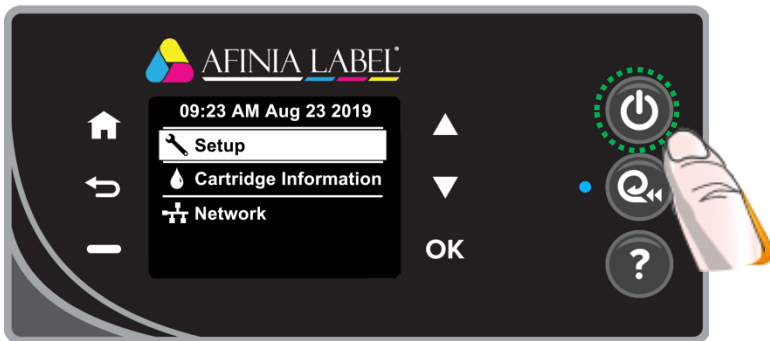 AFINIA LABEL
09:23 AM Aug 23 2019
Setup
Cartridge Information
Network
OK
?